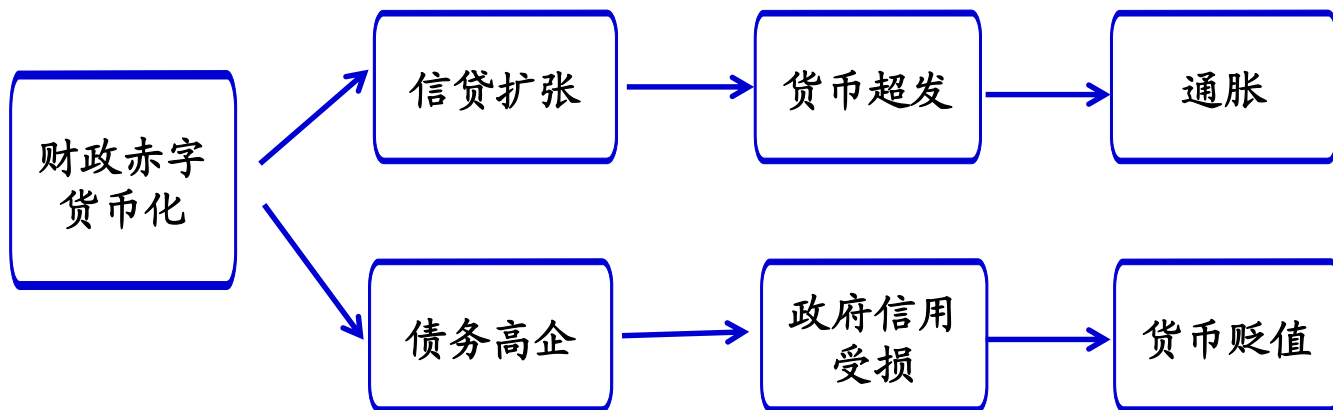 财政赤字
货币化
信贷扩张
货币超发
通胀
债务高企
政府信用
受损
货币贬值